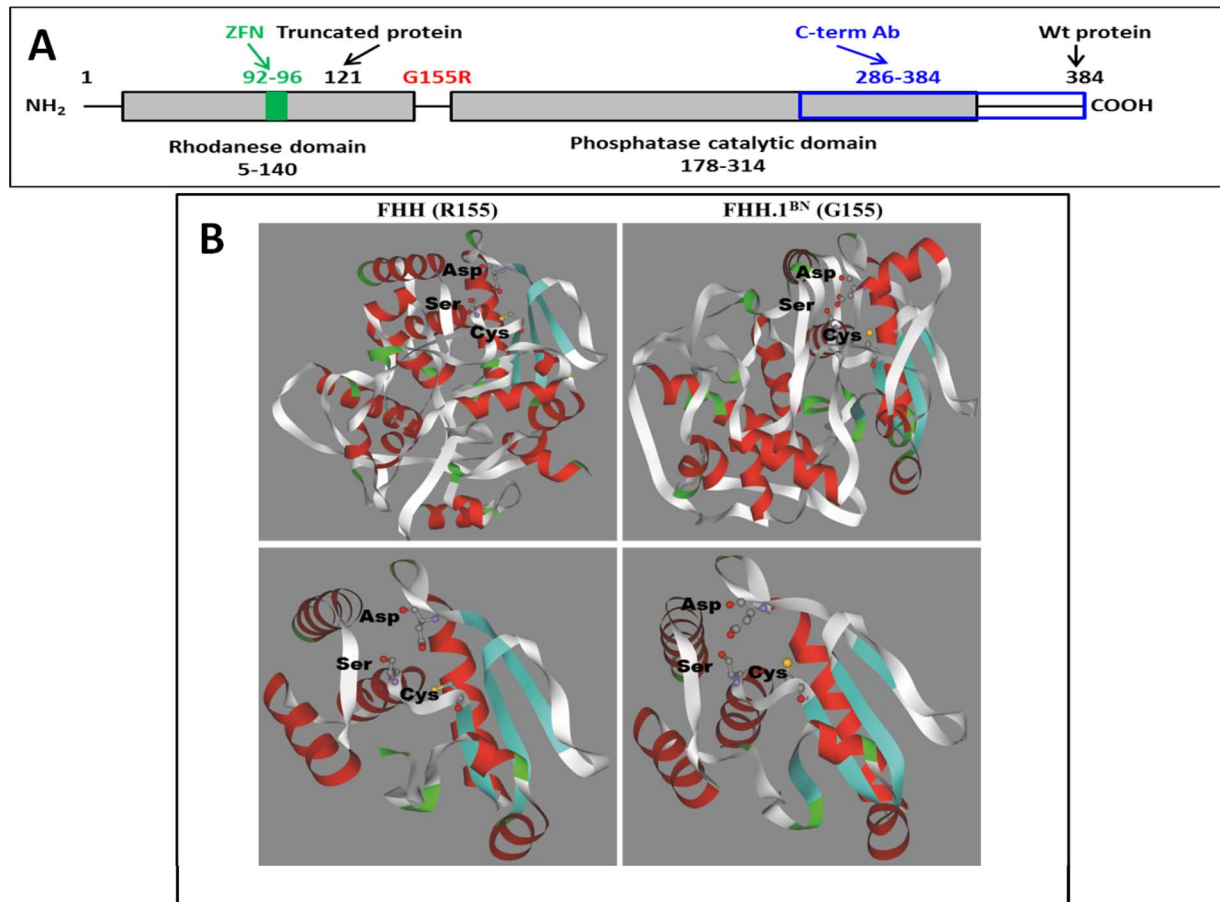 A
ZFN Truncated protein C-term Ab Wt protein
1 92-96 121 G155R 286-384 384
NH2 COOH
Rhodanese domain Phosphatase catalytic domain
5-140 178-314
B
FHH (R155) FHH.1BN (G155)
Asp Asp
Ser Ser
Cys Cys
Asp Asp
Ser Ser
Cys Cys